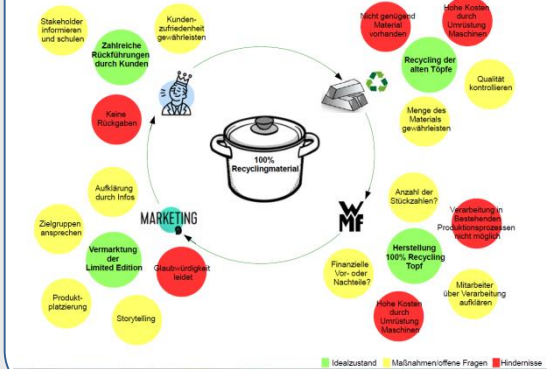 Stakeholder
informieren
und schulen
Kunden-
zufriedenheit
gewährleisten
Zahlreiche
Rückführungen
durch Kunden
Keine
Rückgaben
Nicht genügend
Material
vorhanden
Hohe Kosten
durch
Umrüstung
Maschinen
Recycling der
alten Töpfe
Qualität
kontrollieren
Menge des
Materials
gewährleisten
100%
Recyclingmaterial
Aufklärung
durch Infos
MARKETING
Zielgruppen
ansprechen
Vermarktung
der
Limited Edition
Glaubwürdigkeit
leidet
Produkt-
platzierung
Storytelling
WMF
Anzahl der
Stückzahlen?
Verarbeitung in
Bestehenden
Produktionsprozessen
nicht möglich
Herstellung
100% Recycling
Topf
Finanzielle
Vor- oder
Nachteile?
Hohe Kosten
durch
Umrüstung
Maschinen
Mitarbeiter
über Verarbeitung
aufklären
Idealzustand
Maßnahmen/offene Fragen
Hindernisse